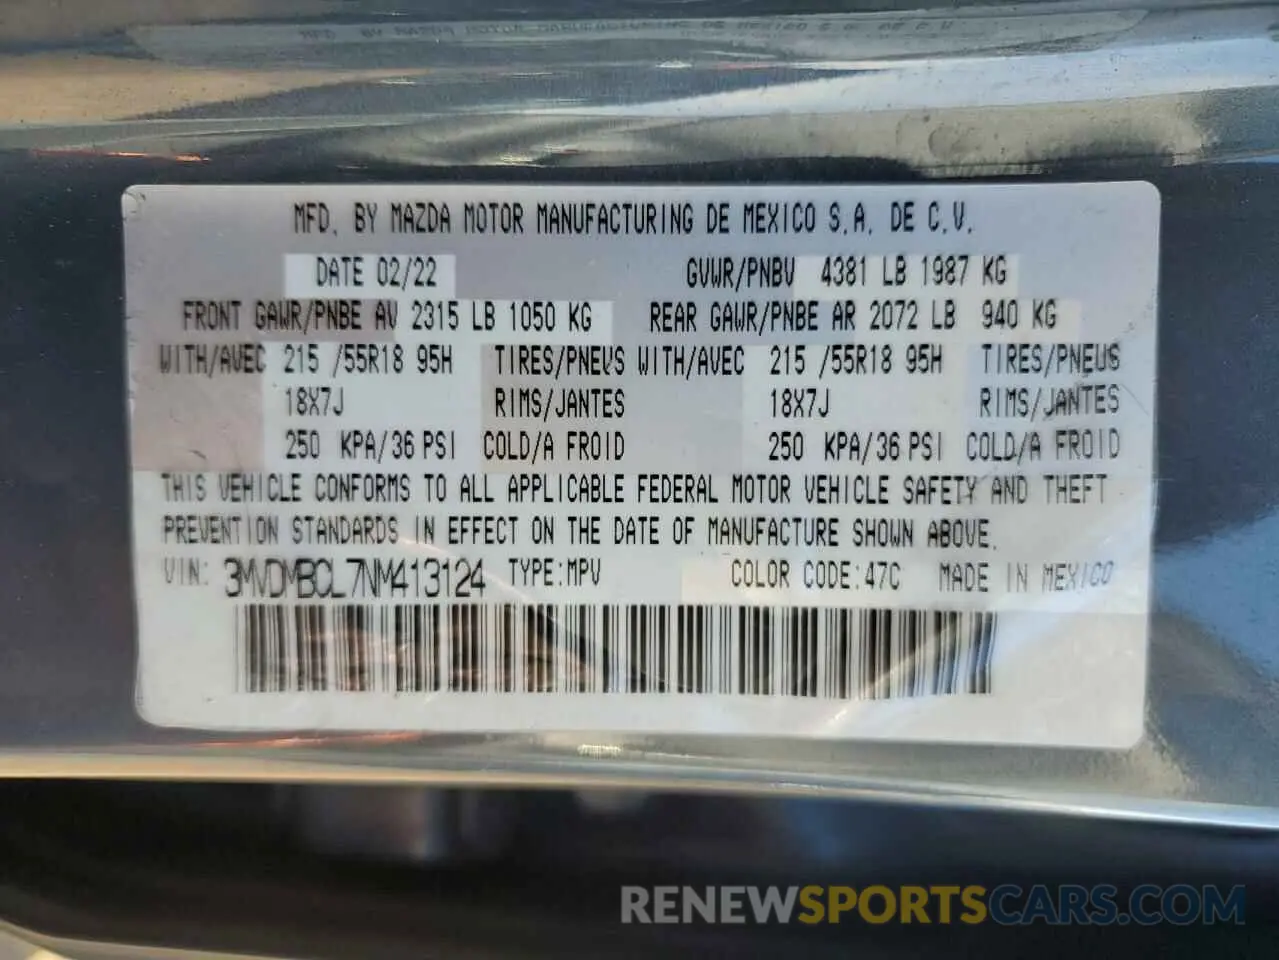 MFD. BY MAZDA MOTOR MANUFACTURING DE MEXICO S.A. DE C.V.
DATE 02/22 GVWR/PNBV 4381 LB 1987 KG
FRONT GAWR/PNBE AV 2315 LB 1050 KG REAR GAWR/PNBE AR 2072 LB 940 KG
WITH/AVEC 215 /55R18 95H TIRES/PNEUS WITH/AVEC 215 /55R18 95H TIRES/PNEUS
18X7J RIMS/JANTES 18X7J RIMS/JANTES
250 KPA/36 PSI COLD/A FROID 250 KPA/36 PSI COLD/A FROID
THIS VEHICLE CONFORMS TO ALL APPLICABLE FEDERAL MOTOR VEHICLE SAFETY AND THEFT
PREVENTION STANDARDS IN EFFECT ON THE DATE OF MANUFACTURE SHOWN ABOVE.
VIN: 3MVDMBCL7NM413124 TYPE:MPV COLOR CODE:47C MADE IN MEXICO
RENEWSPORTSCARS.COM